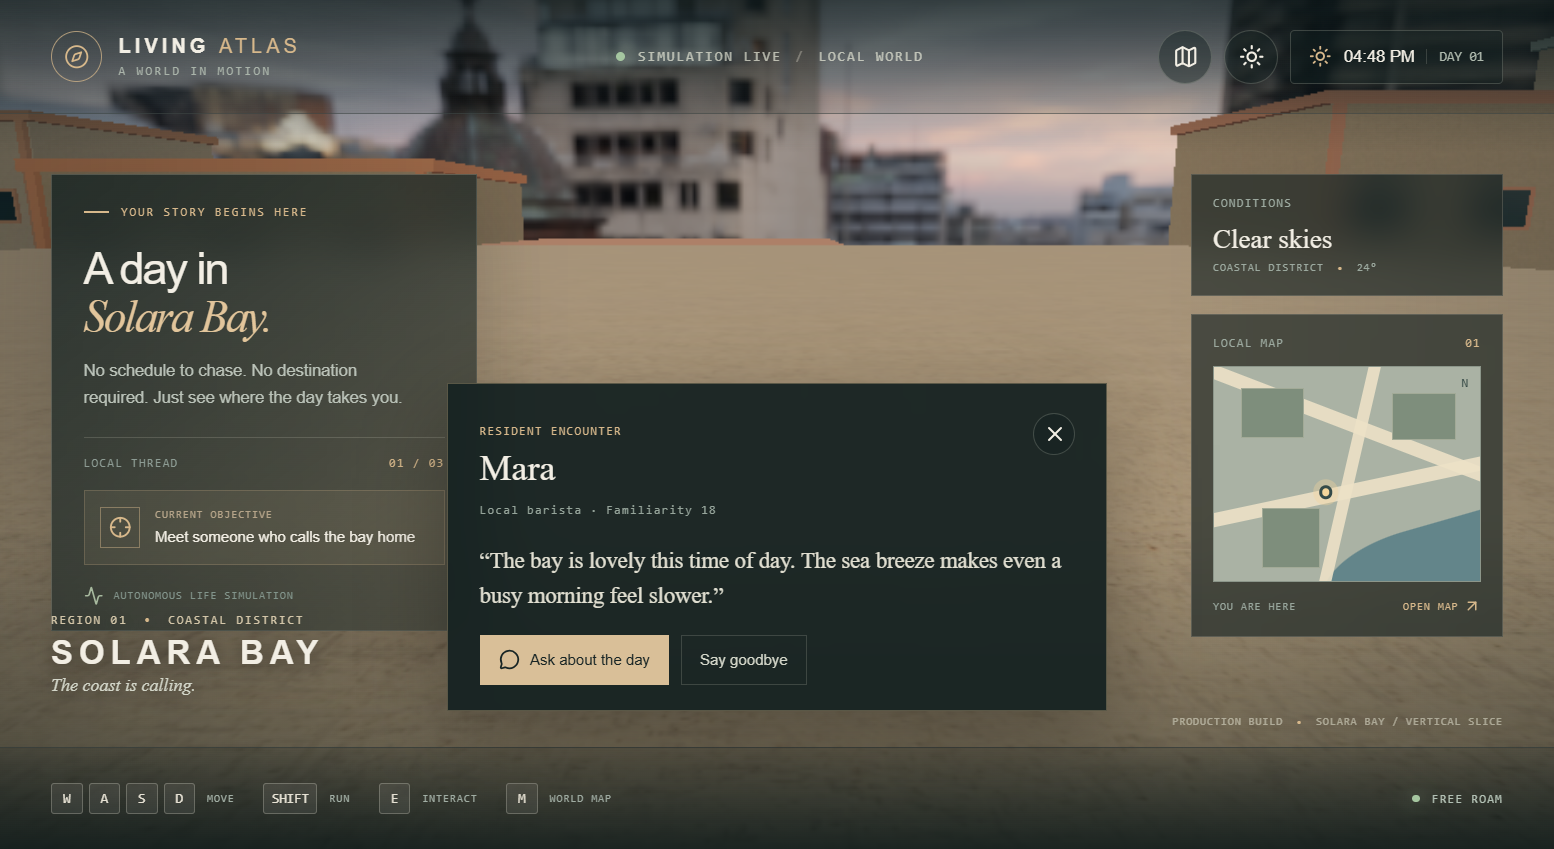 LIVING ATLAS
A WORLD IN MOTION
SIMULATION LIVE / LOCAL WORLD
04:48 PM
DAY 01
YOUR STORY BEGINS HERE
A day in
Solara Bay.
No schedule to chase. No destination
required. Just see where the day takes you.
LOCAL THREAD
01 / 03
CURRENT OBJECTIVE
Meet someone who calls the bay home
AUTONOMOUS LIFE SIMULATION
REGION 01 • COASTAL DISTRICT
SOLARA BAY
The coast is calling.
RESIDENT ENCOUNTER
Mara
Local barista · Familiarity 18
“The bay is lovely this time of day. The sea breeze makes even a
busy morning feel slower.”
Ask about the day
Say goodbye
CONDITIONS
Clear skies
COASTAL DISTRICT • 24°
LOCAL MAP
01
N
YOU ARE HERE
OPEN MAP
PRODUCTION BUILD • SOLARA BAY / VERTICAL SLICE
W A S D MOVE
SHIFT RUN
E INTERACT
M WORLD MAP
FREE ROAM